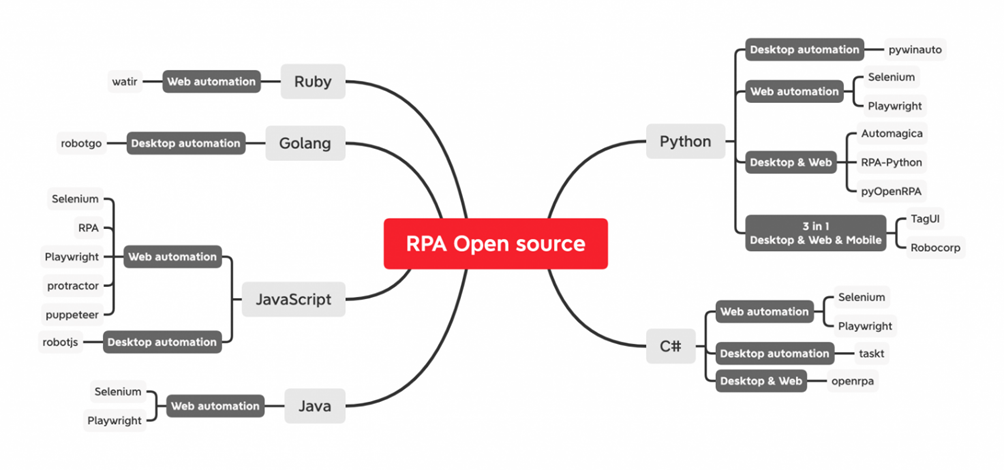 RPA Open source
Ruby
Web automation
watir
Golang
Desktop automation
robotgo
JavaScript
Web automation
Selenium
RPA
Playwright
protractor
puppeteer
Desktop automation
robotjs
Java
Web automation
Selenium
Playwright
Python
Desktop automation
pywinauto
Web automation
Selenium
Playwright
Desktop & Web
Automagica
RPA-Python
pyOpenRPA
3 in 1
Desktop & Web & Mobile
TagUI
Robocorp
C#
Web automation
Selenium
Playwright
Desktop automation
taskt
Desktop & Web
openrpa